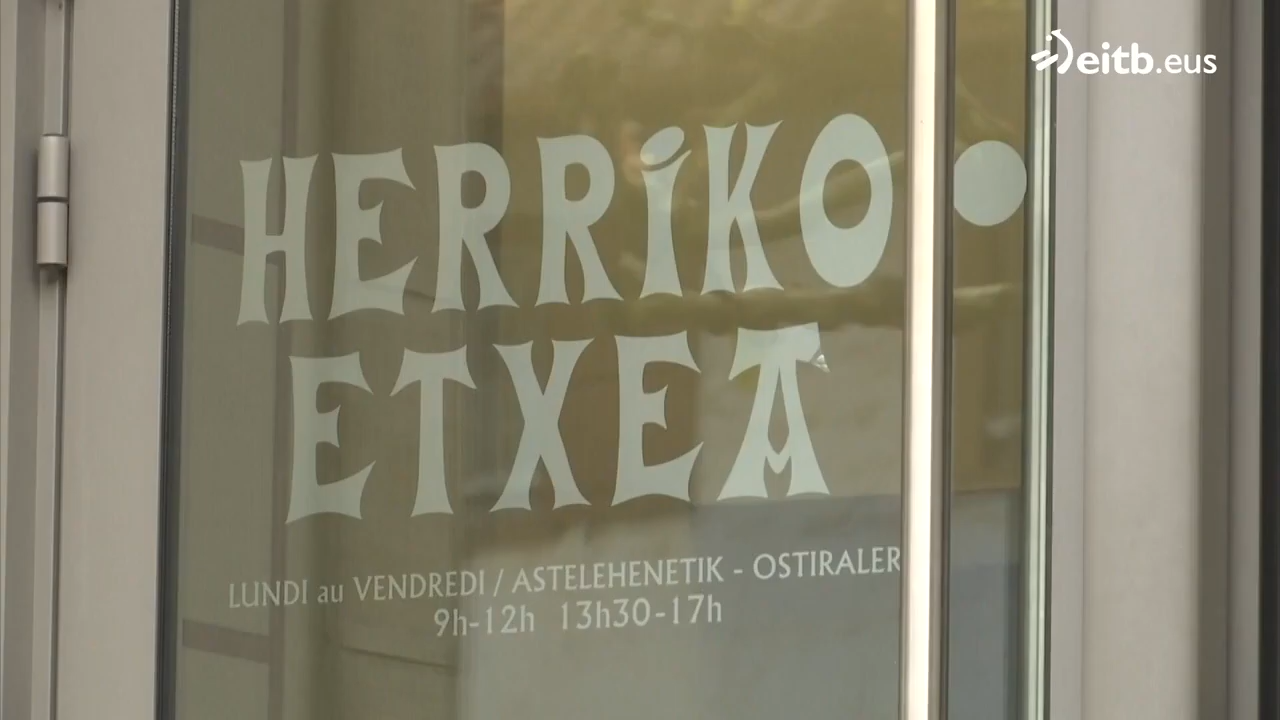 eitb.eus
HERRIKO
ETXEA
LUNDI au VENDREDI / ASTELEHENETIK - OSTIRALER
9h-12h 13h30-17h